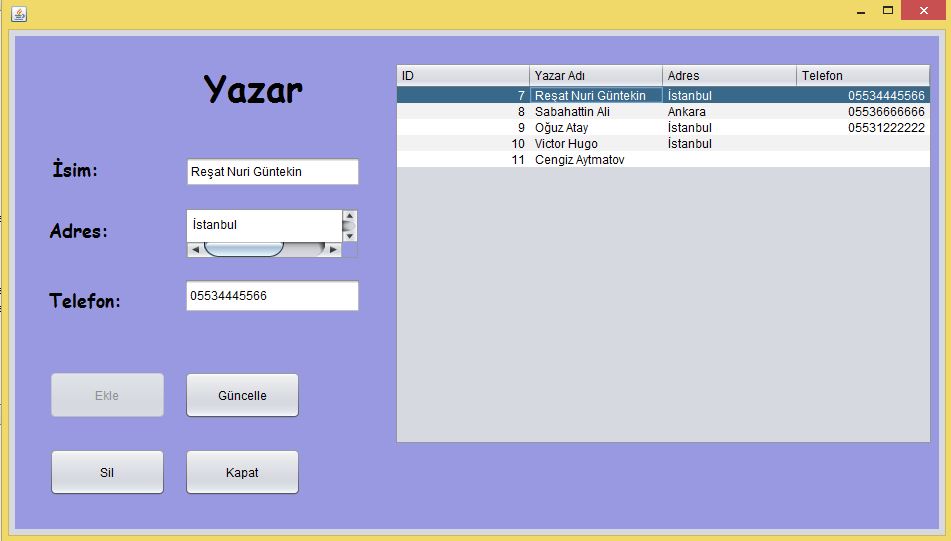 Yazar
İsim:
Reşat Nuri Güntekin
Adres:
İstanbul
Telefon:
05534445566
Ekle
Güncelle
Sil
Kapat
ID Yazar Adı Adres Telefon
7 Reşat Nuri Güntekin İstanbul 05534445566
8 Sabahattin Ali Ankara 05536666666
9 Oğuz Atay İstanbul 05531222222
10 Victor Hugo İstanbul
11 Cengiz Aytmatov